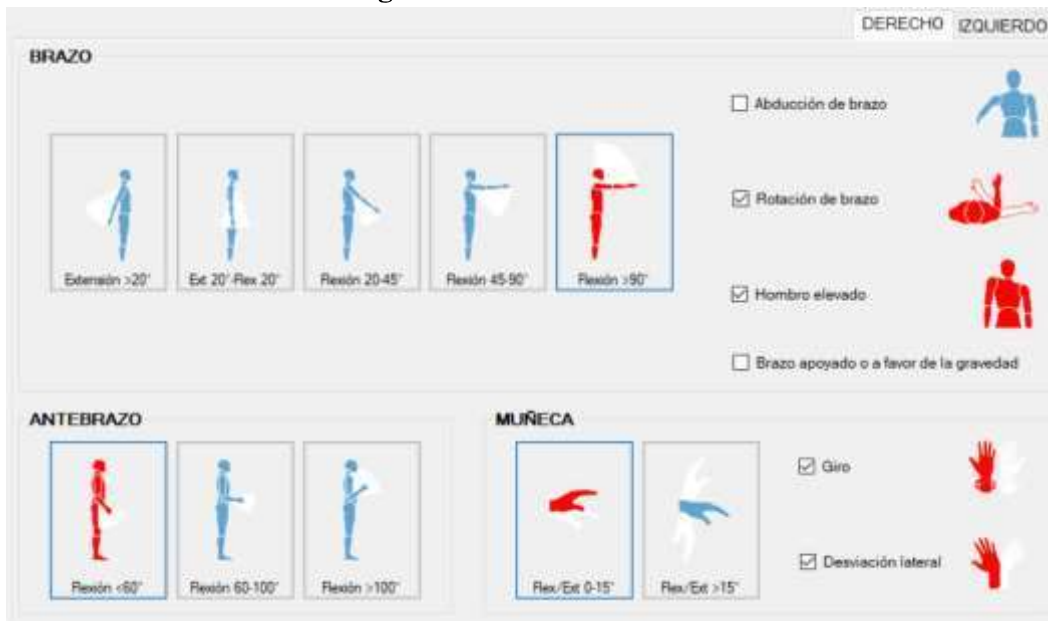 DERECHO IZQUIERDO
BRAZO
Abducción de brazo
Rotación de brazo
Extensión >20° Ext 20°-Flex 20° Flexión 20-45° Flexión 45-90° Flexión >90°
Hombro elevado
Brazo apoyado o a favor de la gravedad
ANTEBRAZO
Flexión <60° Flexión 60-100° Flexión >100°
MUÑECA
Giro
Desviación lateral
Flex/Ext 0-15° Flex/Ext >15°